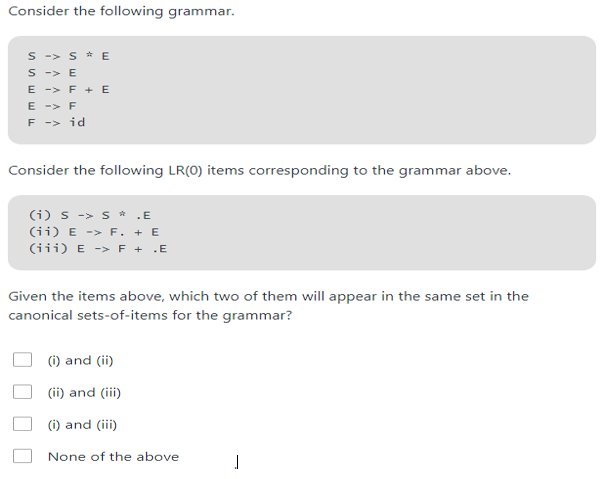 Consider the following grammar.
S -> S * E
S -> E
E -> F + E
E -> F
F -> id
Consider the following LR(0) items corresponding to the grammar above.
(i) S -> S * .E
(ii) E -> F. + E
(iii) E -> F + .E
Given the items above, which two of them will appear in the same set in the
canonical sets-of-items for the grammar?
(i) and (ii)
(ii) and (iii)
(i) and (iii)
None of the above